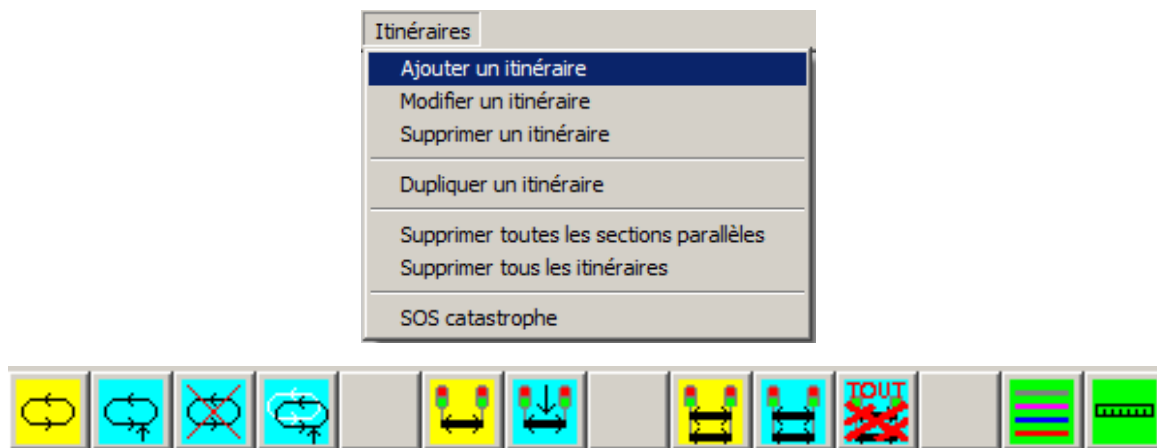 Itinéraires
Ajouter un itinéraire
Modifier un itinéraire
Supprimer un itinéraire
Dupliquer un itinéraire
Supprimer toutes les sections parallèles
Supprimer tous les itinéraires
SOS catastrophe
TOUT